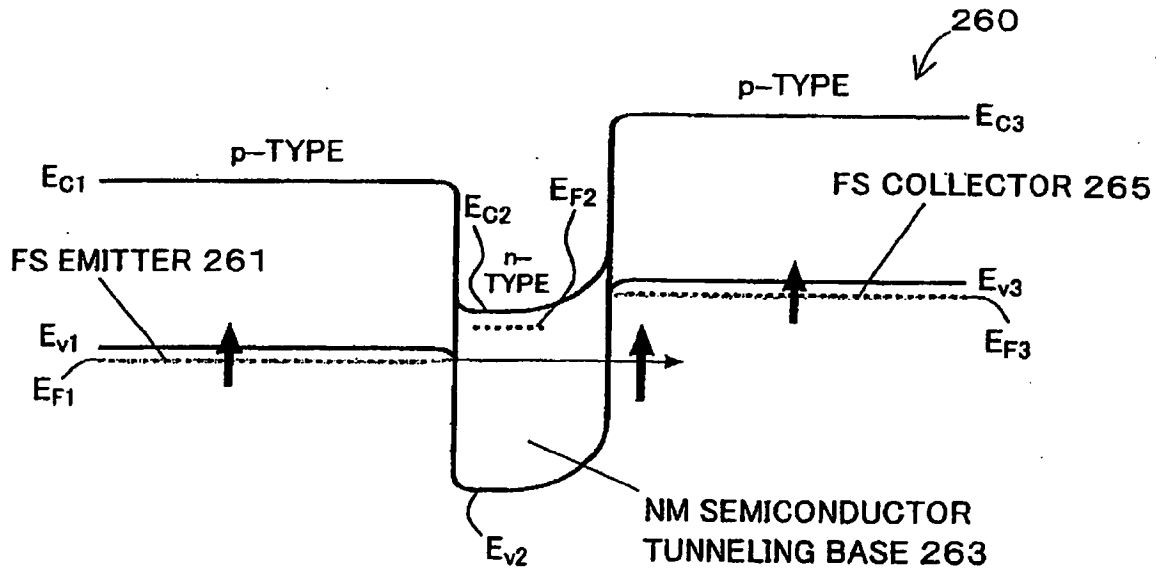 260
p-TYPE
E_C3
p-TYPE
E_C1
E_C2
E_F2
FS COLLECTOR 265
FS EMITTER 261
n-
TYPE
E_v3
E_v1
E_F3
E_F1
NM SEMICONDUCTOR
TUNNELING BASE 263
E_v2